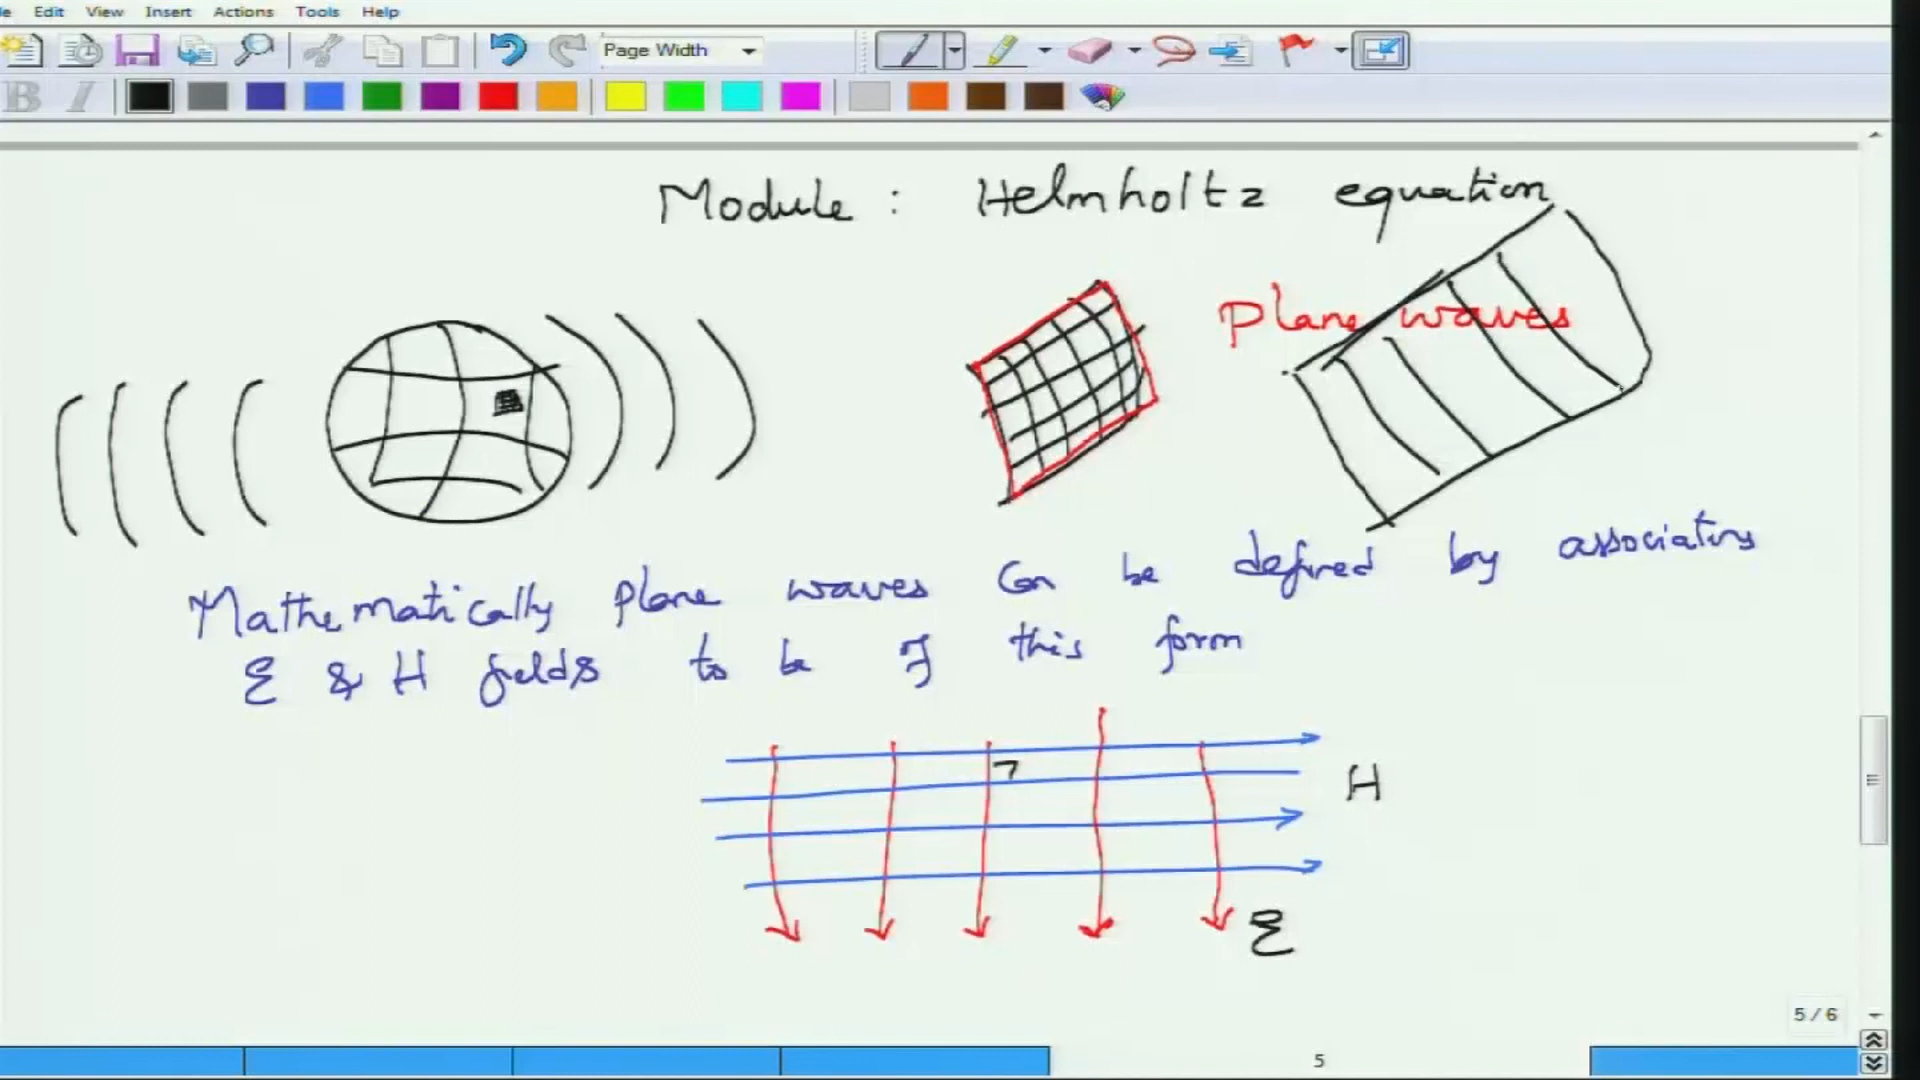 Edit View Insert Actions Tools Help
Page Width
B I
Module : Helmholtz equation
Plane waves
Mathematically plane waves can be defined by associating
E & H fields to be of this form
H
E
5 / 6
5